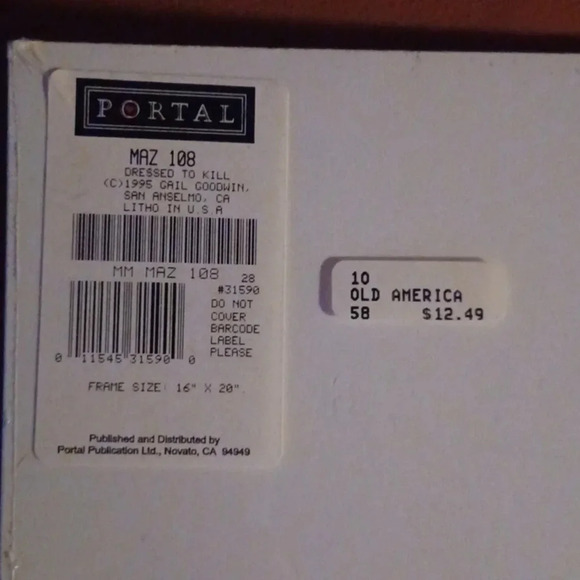 PORTAL
MAZ 108
DRESSED TO KILL
(C)1995 GAIL GOODWIN,
SAN ANSELMO, CA
LITHO IN U.S.A
MM MAZ 108 28
#31590
DO NOT
COVER
BARCODE
LABEL
PLEASE
0 11545 31590 0
FRAME SIZE: 16" X 20"
Published and Distributed by
Portal Publication Ltd., Novato, CA 94949
10
OLD AMERICA
58 $12.49